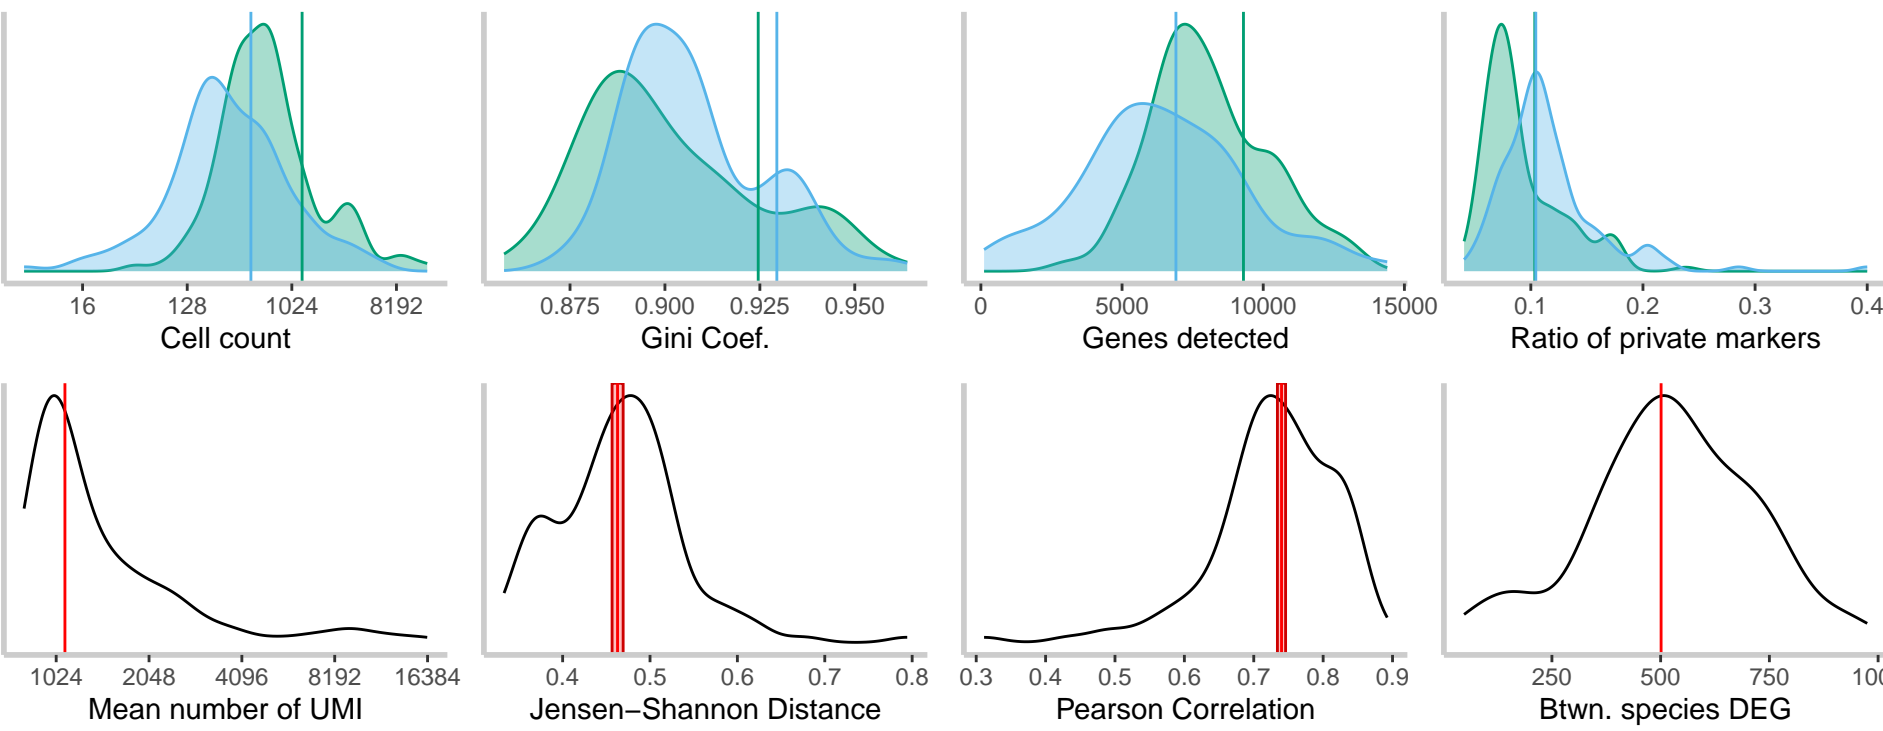 16 128 1024 8192
Cell count
0.875 0.900 0.925 0.950
Gini Coef.
0 5000 10000 15000
Genes detected
0.1 0.2 0.3 0.4
Ratio of private markers
1024 2048 4096 8192 16384
Mean number of UMI
0.4 0.5 0.6 0.7 0.8
Jensen−Shannon Distance
0.3 0.4 0.5 0.6 0.7 0.8 0.9
Pearson Correlation
250 500 750 100
Btwn. species DEG